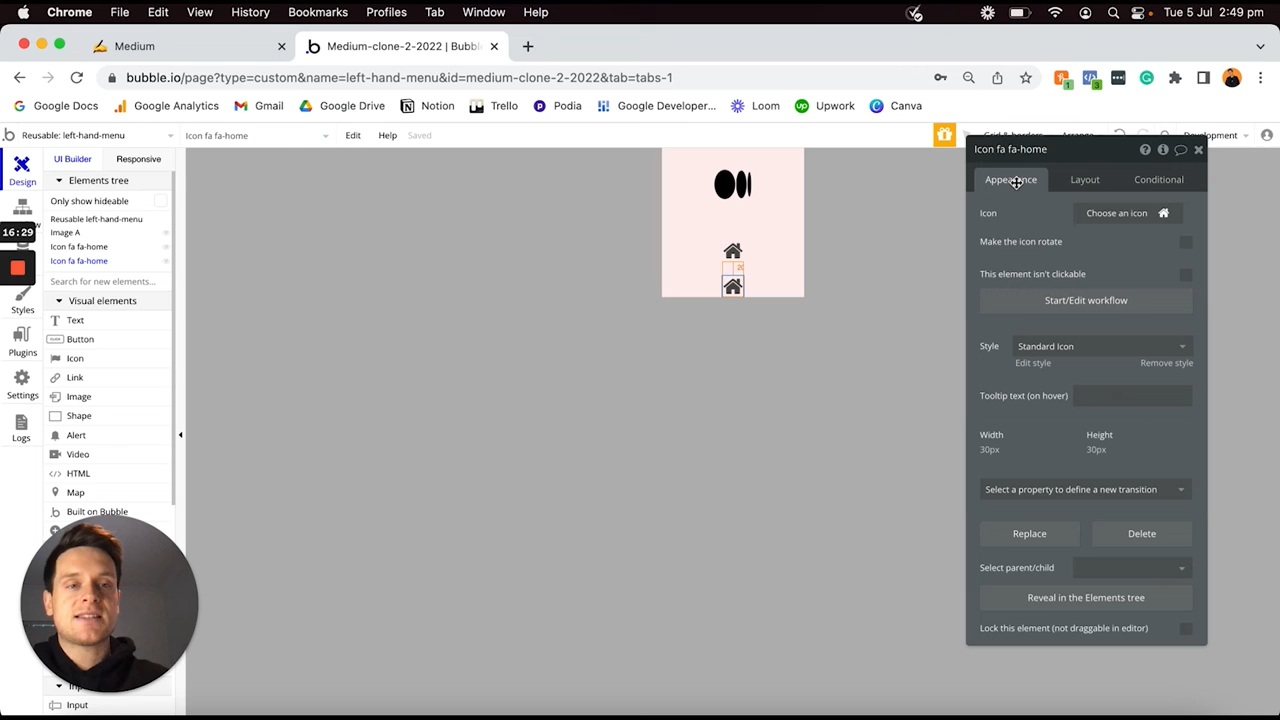 Chrome File Edit View History Bookmarks Profiles Tab Window Help Tue 5 Jul 2:49 pm
Medium
Medium-clone-2-2022 | Bubbl
bubble.io/page?type=custom&name=left-hand-menu&id=medium-clone-2-2022&tab=tabs-1
1 3
Google Docs Google Analytics Gmail Google Drive Notion Trello Podia Google Developer... Loom Upwork Canva
Reusable: left-hand-menu Icon fa fa-home Edit Help Saved Development
Design
16:29
Styles
Plugins
Settings
Logs
UI Builder Responsive
Elements tree
Only show hideable
Reusable left-hand-menu
Image A
Icon fa fa-home
Icon fa fa-home
Search for new elements...
Visual elements
Text
Button
Icon
Link
Image
Shape
Alert
Video
HTML
Map
Built on Bubble
Input
Icon fa fa-home
Appearance Layout Conditional
Icon Choose an icon
Make the icon rotate
This element isn't clickable
Start/Edit workflow
Style Standard Icon
Edit style Remove style
Tooltip text (on hover)
Width Height
30px 30px
Select a property to define a new transition
Replace Delete
Select parent/child
Reveal in the Elements tree
Lock this element (not draggable in editor)